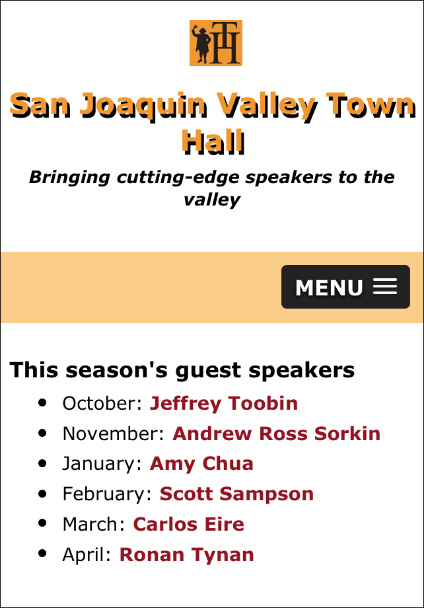 TH
San Joaquin Valley Town
Hall
Bringing cutting-edge speakers to the
valley
MENU
This season's guest speakers
October: Jeffrey Toobin
November: Andrew Ross Sorkin
January: Amy Chua
February: Scott Sampson
March: Carlos Eire
April: Ronan Tynan